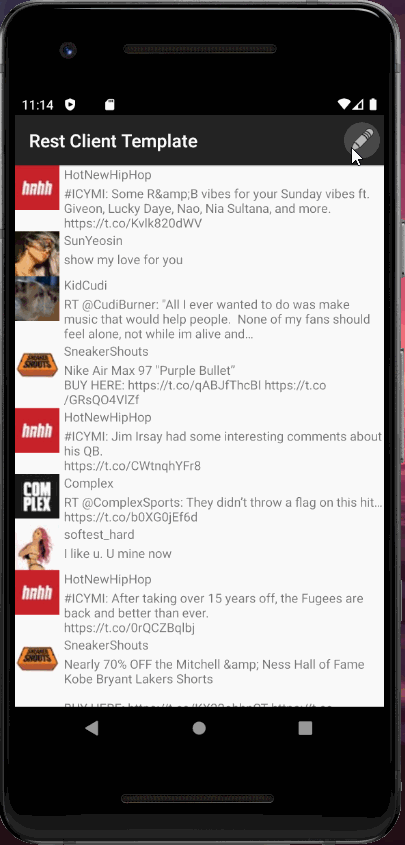 11:14
Rest Client Template
hnhh
HotNewHipHop
#ICYMI: Some R&amp;B vibes for your Sunday vibes ft.
Giveon, Lucky Daye, Nao, Nia Sultana, and more.
https://t.co/Kvlk820dWV
SunYeosin
show my love for you
KidCudi
RT @CudiBurner: "All I ever wanted to do was make
music that would help people.  None of my fans should
feel alone, not while im alive and…
SNEAKER
SHOUTS
SneakerShouts
Nike Air Max 97 "Purple Bullet"
BUY HERE: https://t.co/qABJfThcBI https://t.co
/GRsQO4VIZf
hnhh
HotNewHipHop
#ICYMI: Jim Irsay had some interesting comments about
his QB.
https://t.co/CWtnqhYFr8
COM
PLEX
Complex
RT @ComplexSports: They didn't throw a flag on this hit…
https://t.co/b0XG0jEf6d
softest_hard
I like u. U mine now
hnhh
HotNewHipHop
#ICYMI: After taking over 15 years off, the Fugees are
back and better than ever.
https://t.co/0rQCZBqlbj
SNEAKER
SHOUTS
SneakerShouts
Nearly 70% OFF the Mitchell &amp; Ness Hall of Fame
Kobe Bryant Lakers Shorts
BUY HERE: